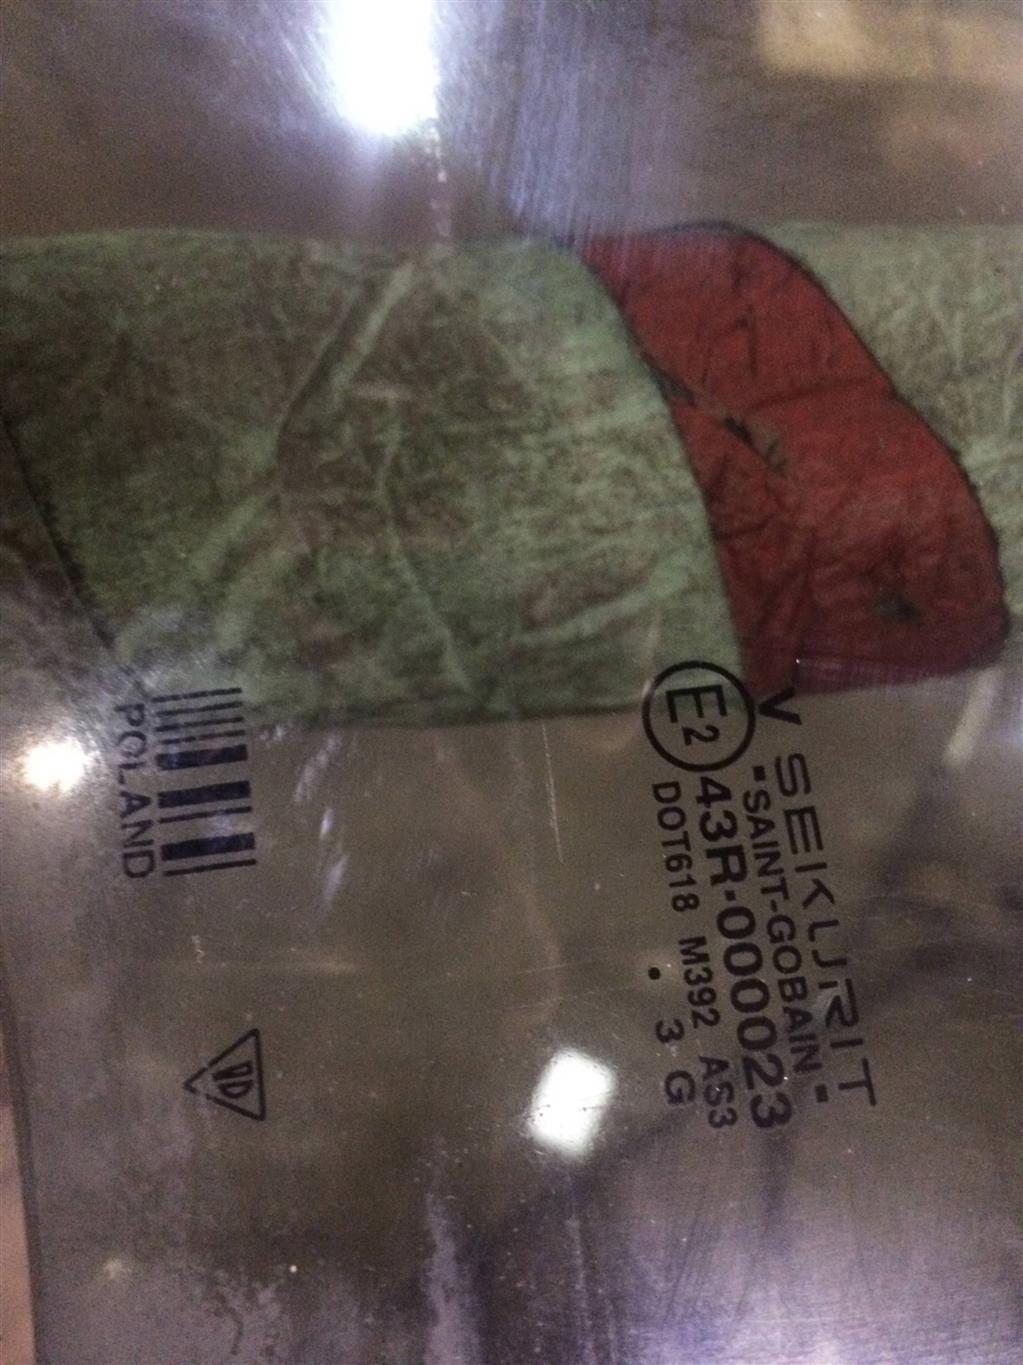 V SEKURIT
"SAINT-GOBAIN"
E2 43R-000023
DOT618 M392 AS3
. 3 G
POLAND